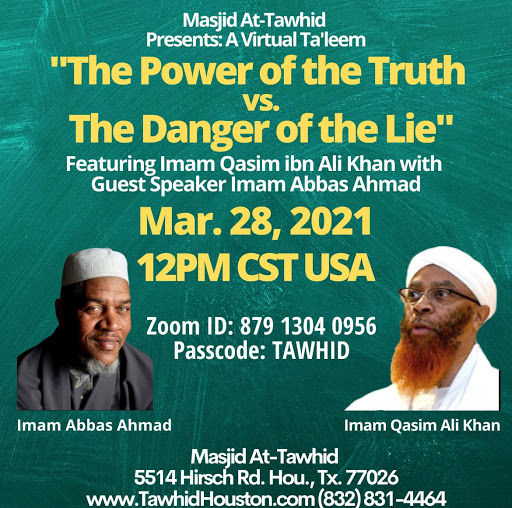 Masjid At-Tawhid
Presents: A Virtual Ta'leem
"The Power of the Truth
vs.
The Danger of the Lie"
Featuring Imam Qasim ibn Ali Khan with
Guest Speaker Imam Abbas Ahmad
Mar. 28, 2021
12PM CST USA
Zoom ID: 879 1304 0956
Passcode: TAWHID
Imam Abbas Ahmad
Imam Qasim Ali Khan
Masjid At-Tawhid
5514 Hirsch Rd. Hou., Tx. 77026
www.TawhidHouston.com (832) 831-4464